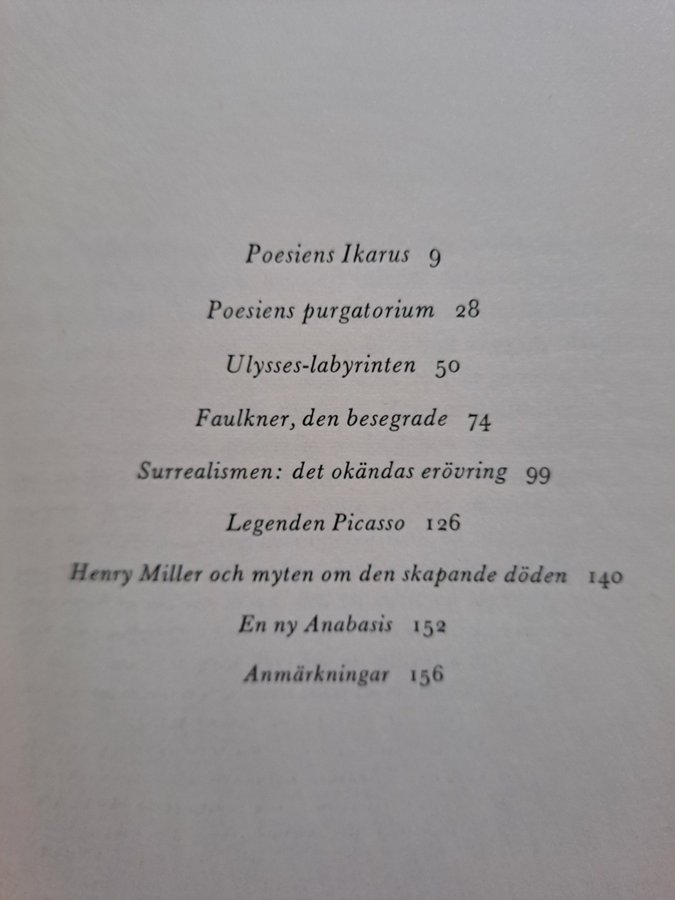 Poesiens Ikarus 9
Poesiens purgatorium 28
Ulysses-labyrinten 50
Faulkner, den besegrade 74
Surrealismen: det okändas erövring 99
Legenden Picasso 126
Henry Miller och myten om den skapande döden 140
En ny Anabasis 152
Anmärkningar 156